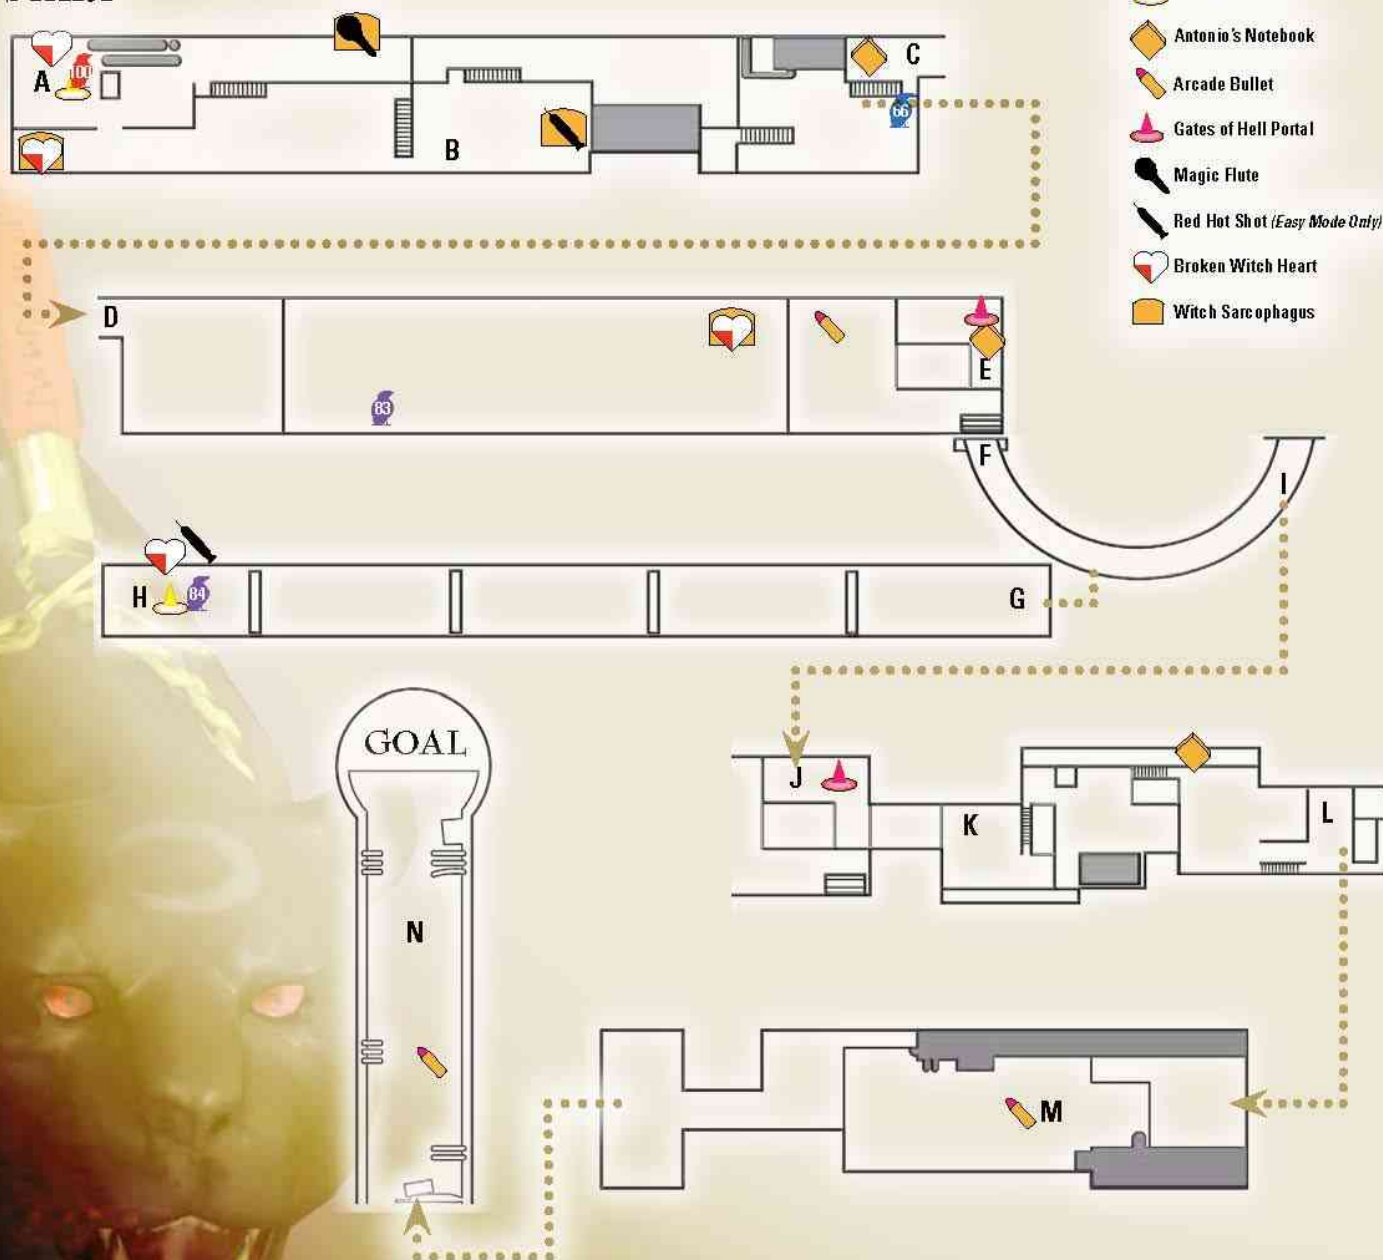 Antonio's Notebook
C
A
100
Arcade Bullet
66
Gates of Hell Portal
B
Magic Flute
Red Hot Shot (Easy Mode Only)
Broken Witch Heart
Witch Sarcophagus
D
E
83
F
I
H
84
G
GOAL
J
K
L
N
M